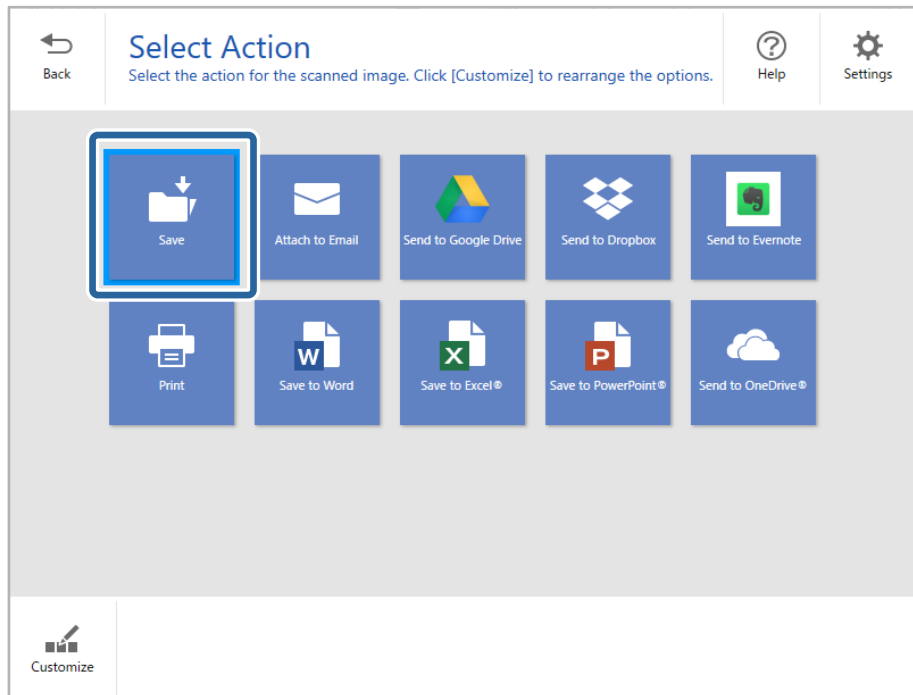 Select Action
Select the action for the scanned image. Click [Customize] to rearrange the options.
Back
Help
Settings
Save
Attach to Email
Send to Google Drive
Send to Dropbox
Send to Evernote
Print
W
Save to Word
X
Save to Excel®
P
Save to PowerPoint®
Send to OneDrive®
Customize